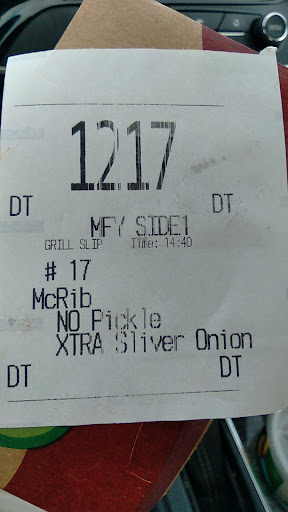 1217
DT DT
MFY SIDE1
GRILL SLIP Time: 14:40
# 17
McRib
NO Pickle
XTRA Sliver Onion
DT DT